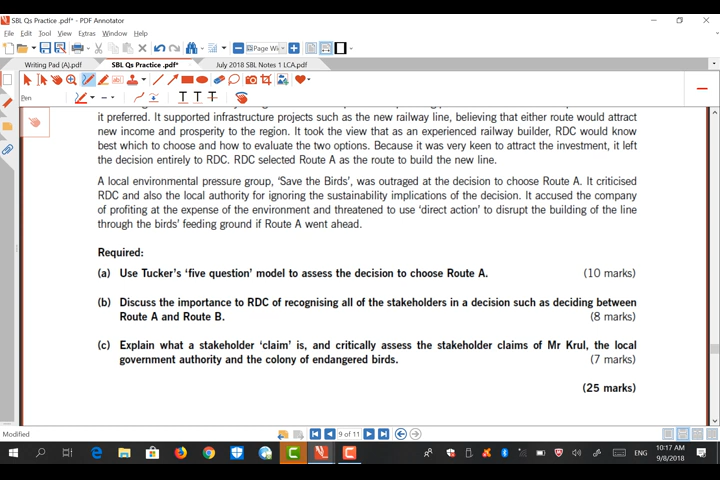 SBL Qs Practice .pdf* - PDF Annotator
File Edit Tool View Extras Window Help
Page Wi
Writing Pad (A).pdf SBL Qs Practice .pdf* July 2018 SBL Notes 1 LCA.pdf
Pen
T T T
it preferred. It supported infrastructure projects such as the new railway line, believing that either route would attract
new income and prosperity to the region. It took the view that as an experienced railway builder, RDC would know
best which to choose and how to evaluate the two options. Because it was very keen to attract the investment, it left
the decision entirely to RDC. RDC selected Route A as the route to build the new line.
A local environmental pressure group, ‘Save the Birds’, was outraged at the decision to choose Route A. It criticised
RDC and also the local authority for ignoring the sustainability implications of the decision. It accused the company
of profiting at the expense of the environment and threatened to use ‘direct action’ to disrupt the building of the line
through the birds’ feeding ground if Route A went ahead.
Required:
(a) Use Tucker’s ‘five question’ model to assess the decision to choose Route A. (10 marks)
(b) Discuss the importance to RDC of recognising all of the stakeholders in a decision such as deciding between
Route A and Route B. (8 marks)
(c) Explain what a stakeholder ‘claim’ is, and critically assess the stakeholder claims of Mr Krul, the local
government authority and the colony of endangered birds. (7 marks)
(25 marks)
Modified 9 of 11
ENG 10:17 AM
9/8/2018